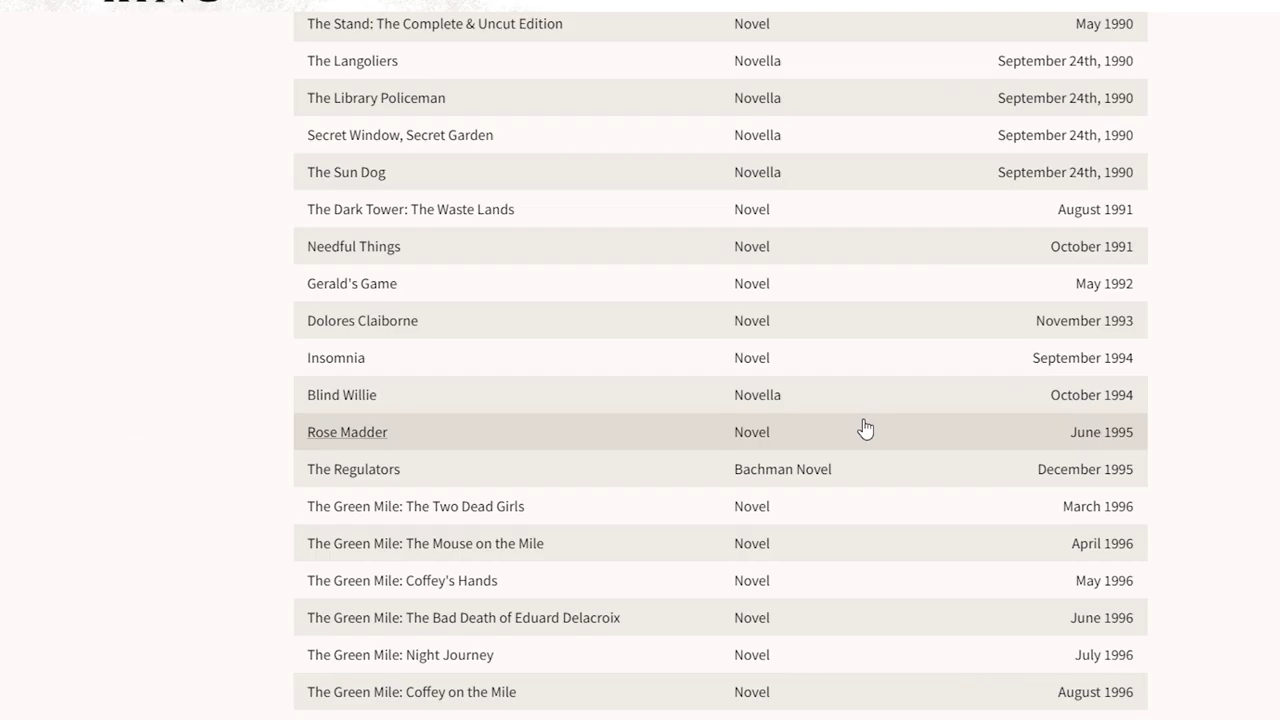 The Stand: The Complete & Uncut Edition Novel May 1990
The Langoliers Novella September 24th, 1990
The Library Policeman Novella September 24th, 1990
Secret Window, Secret Garden Novella September 24th, 1990
The Sun Dog Novella September 24th, 1990
The Dark Tower: The Waste Lands Novel August 1991
Needful Things Novel October 1991
Gerald's Game Novel May 1992
Dolores Claiborne Novel November 1993
Insomnia Novel September 1994
Blind Willie Novella October 1994
Rose Madder Novel June 1995
The Regulators Bachman Novel December 1995
The Green Mile: The Two Dead Girls Novel March 1996
The Green Mile: The Mouse on the Mile Novel April 1996
The Green Mile: Coffey's Hands Novel May 1996
The Green Mile: The Bad Death of Eduard Delacroix Novel June 1996
The Green Mile: Night Journey Novel July 1996
The Green Mile: Coffey on the Mile Novel August 1996